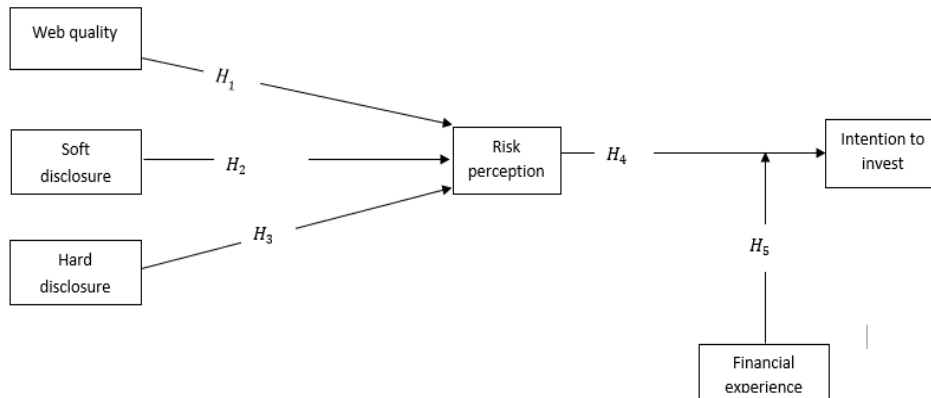 Web quality
H₁
Soft
disclosure
H₂
Hard
disclosure
H₃
Risk
perception
H₄
Intention to
invest
H₅
Financial
experience